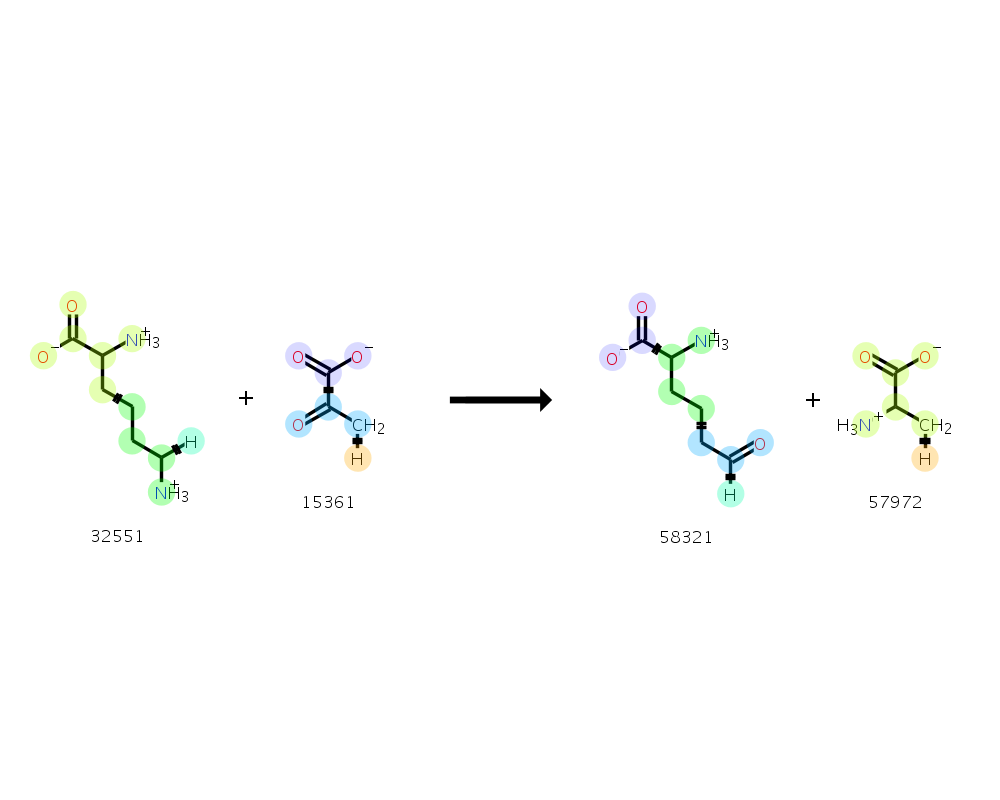 O
O−
NH3+
H
NH3+
32551
+
O
O−
O
CH2
H
15361
+
O
O−
NH3+
O
H
58321
+
O
O−
H3N+
CH2
H
57972